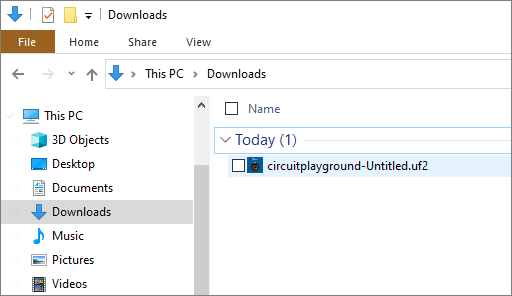 Downloads
File
Home
Share
View
This PC
Downloads
Name
Today (1)
circuitplayground-Untitled.uf2
This PC
3D Objects
Desktop
Documents
Downloads
Music
Pictures
Videos